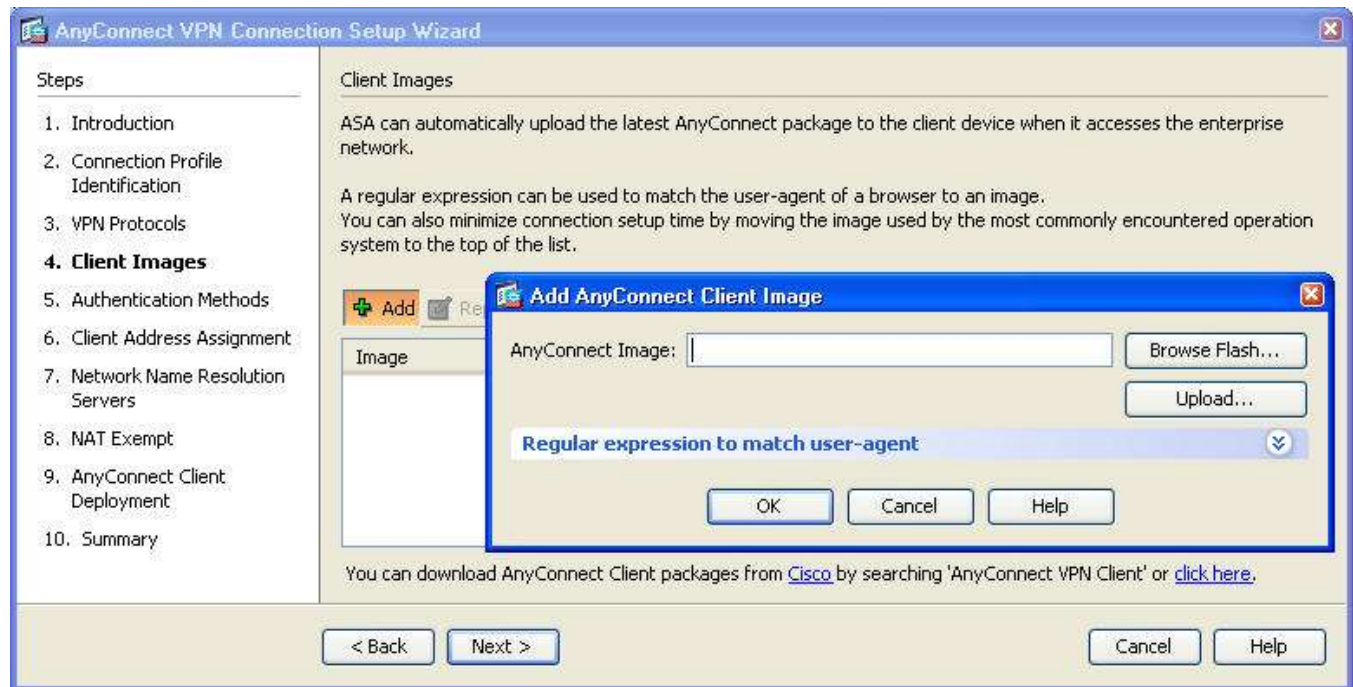 AnyConnect VPN Connection Setup Wizard
Steps
1. Introduction
2. Connection Profile
Identification
3. VPN Protocols
4. Client Images
5. Authentication Methods
6. Client Address Assignment
7. Network Name Resolution
Servers
8. NAT Exempt
9. AnyConnect Client
Deployment
10. Summary
Client Images
ASA can automatically upload the latest AnyConnect package to the client device when it accesses the enterprise
network.
A regular expression can be used to match the user-agent of a browser to an image.
You can also minimize connection setup time by moving the image used by the most commonly encountered operation
system to the top of the list.
Add
Image
Add AnyConnect Client Image
AnyConnect Image:
Browse Flash...
Upload...
Regular expression to match user-agent
OK Cancel Help
You can download AnyConnect Client packages from Cisco by searching 'AnyConnect VPN Client' or click here.
< Back Next > Cancel Help